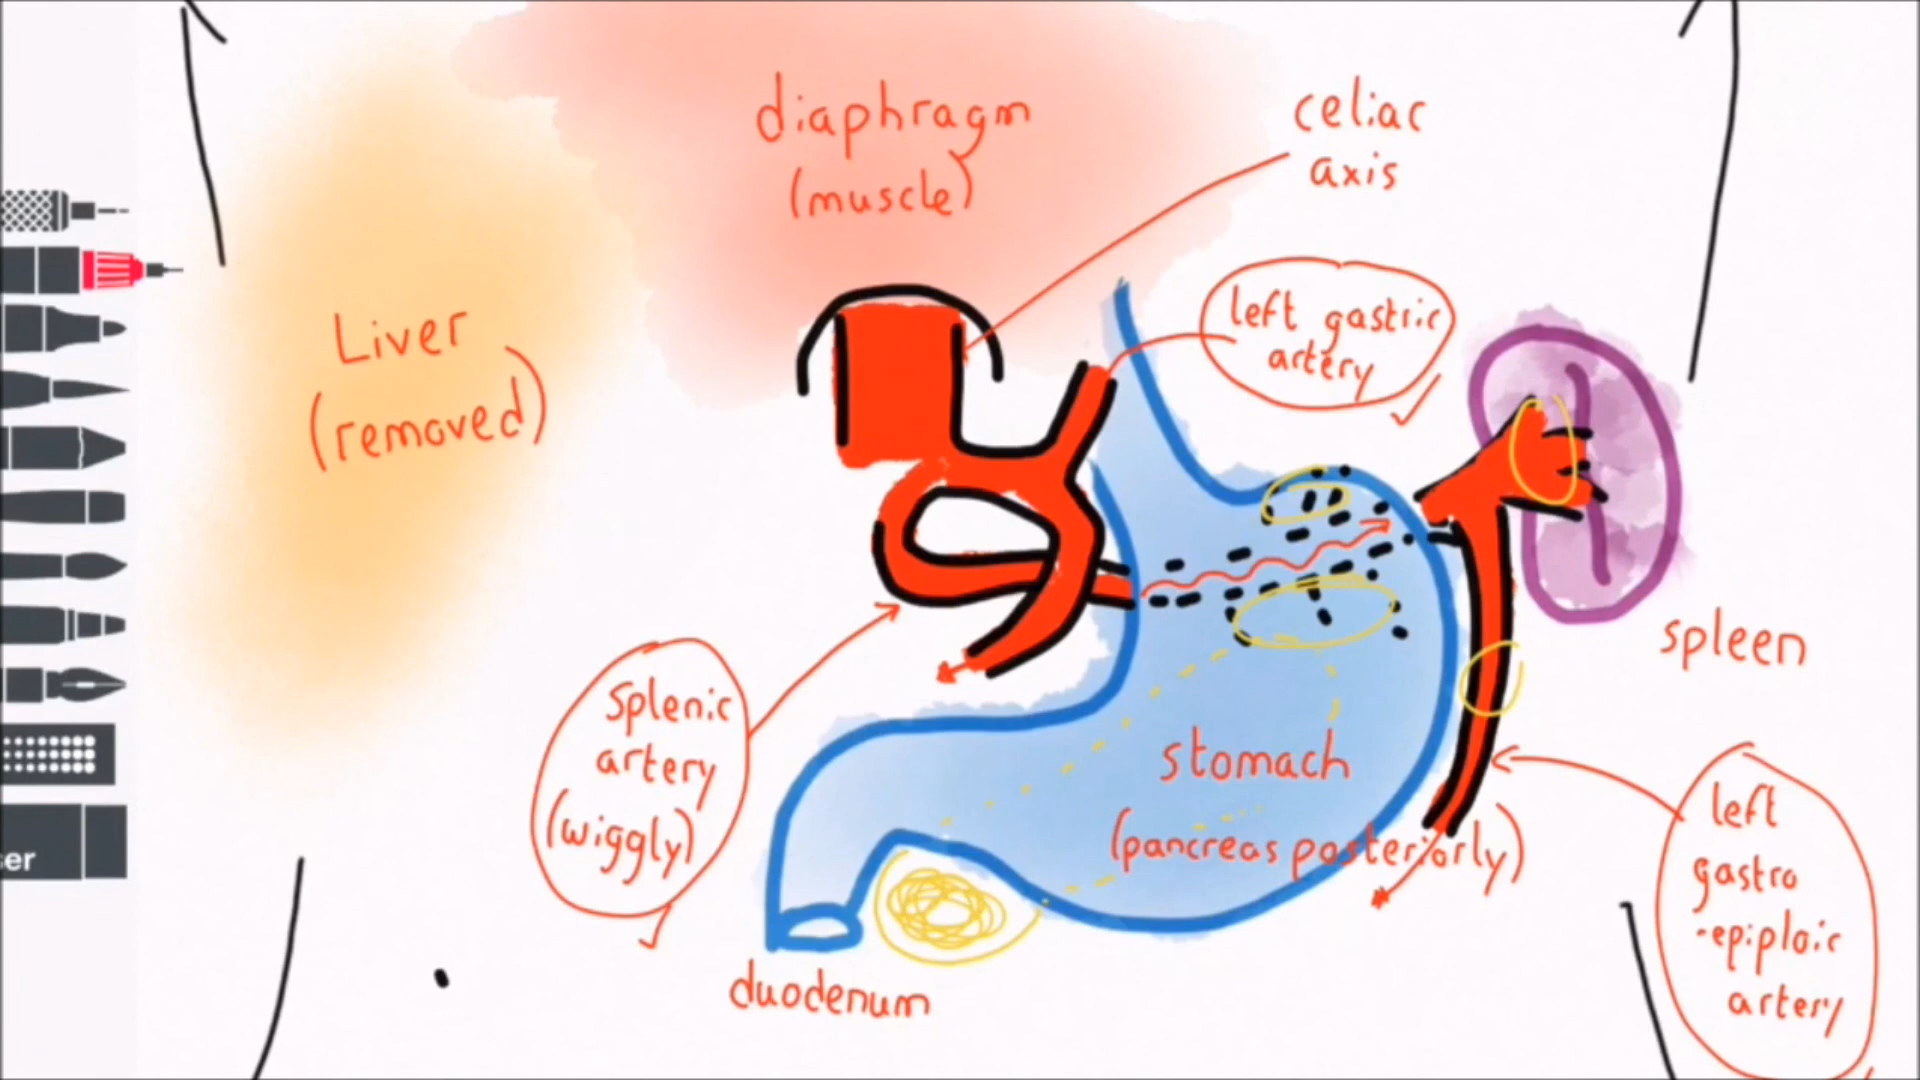 diaphragm
(muscle)
celiac
axis
Liver
(removed)
left gastric
artery
spleen
splenic
artery
(wiggly)
stomach
(pancreas posteriorly)
left
gastro
-epiploic
artery
duodenum
ser